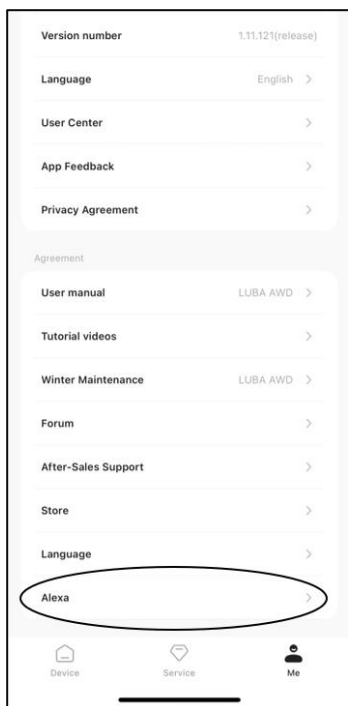 Version number 1.11.121(release)
Language English
User Center
App Feedback
Privacy Agreement
Agreement
User manual LUBA AWD
Tutorial videos
Winter Maintenance LUBA AWD
Forum
After-Sales Support
Store
Language
Alexa
Device Service Me